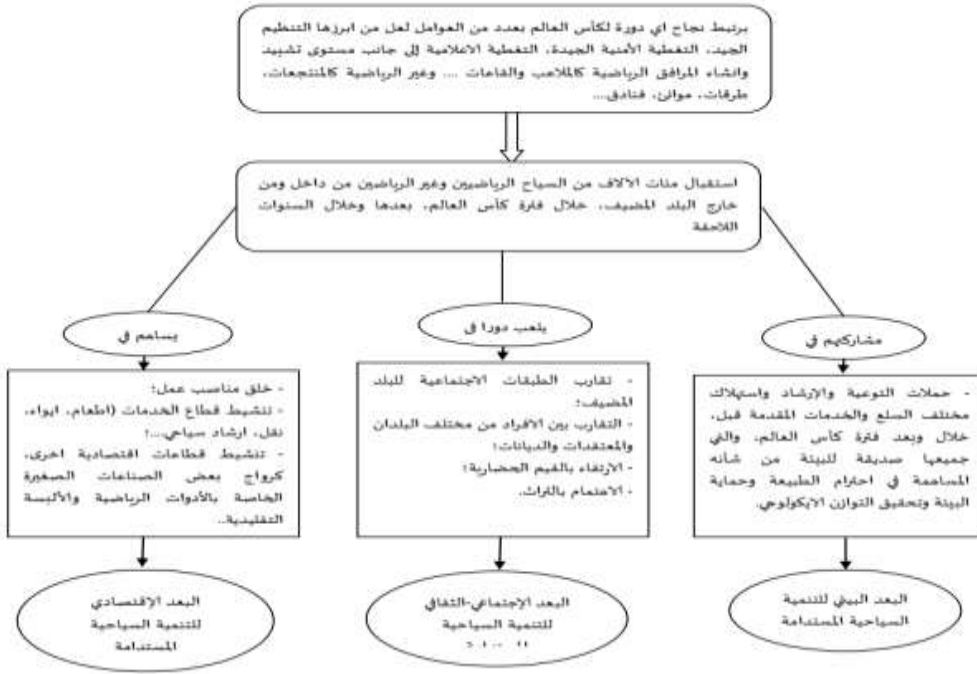 يرتبط نجاح اي دورة لكأس العالم بعدد من العوامل لعل من ابرزها التنظيم
الجيد، التغطية الأمنية الجيدة، التغطية الاعلامية إلى جانب مستوى تشييد
وانشاء المرافق الرياضية كالملاعب والقاعات .... وغير الرياضية كالمنتجعات،
طرقات، موانئ، فنادق....
استقبال مئات الالاف من السياح الرياضيين وغير الرياضين من داخل ومن
خارج البلد المضيف، خلال فترة كأس العالم، بعدها وخلال السنوات
اللاحقة
مشاركتهم في
- حملات التوعية والإرشاد واستهلاك
مختلف السلع والخدمات المقدمة قبل،
خلال وبعد فترة كأس العالم، والتي
جميعها صديقة للبيئة من شأنه
المساهمة في احترام الطبيعة وحماية
البيئة وتحقيق التوازن الايكولوجي.
البعد البيئي للتنمية
السياحية المستدامة
يلعب دورا في
- تقارب الطبقات الاجتماعية للبلد
المضيف؛
- التقارب بين الافراد من مختلف البلدان
والمعتقدات والديانات؛
- الارتقاء بالقيم الحضارية؛
- الاهتمام بالتراث.
البعد الإجتماعي-الثقافي
للتنمية السياحية
يساهم في
- خلق مناصب عمل؛
- تنشيط قطاع الخدمات (اطعام، ايواء،
نقل، ارشاد سياحي....؛
- تنشيط قطاعات اقتصادية اخرى،
كرواج بعض الصناعات الصغيرة
الخاصة بالأدوات الرياضية والألبسة
التقليدية..
البعد الإقتصادي
للتنمية السياحية
المستدامة